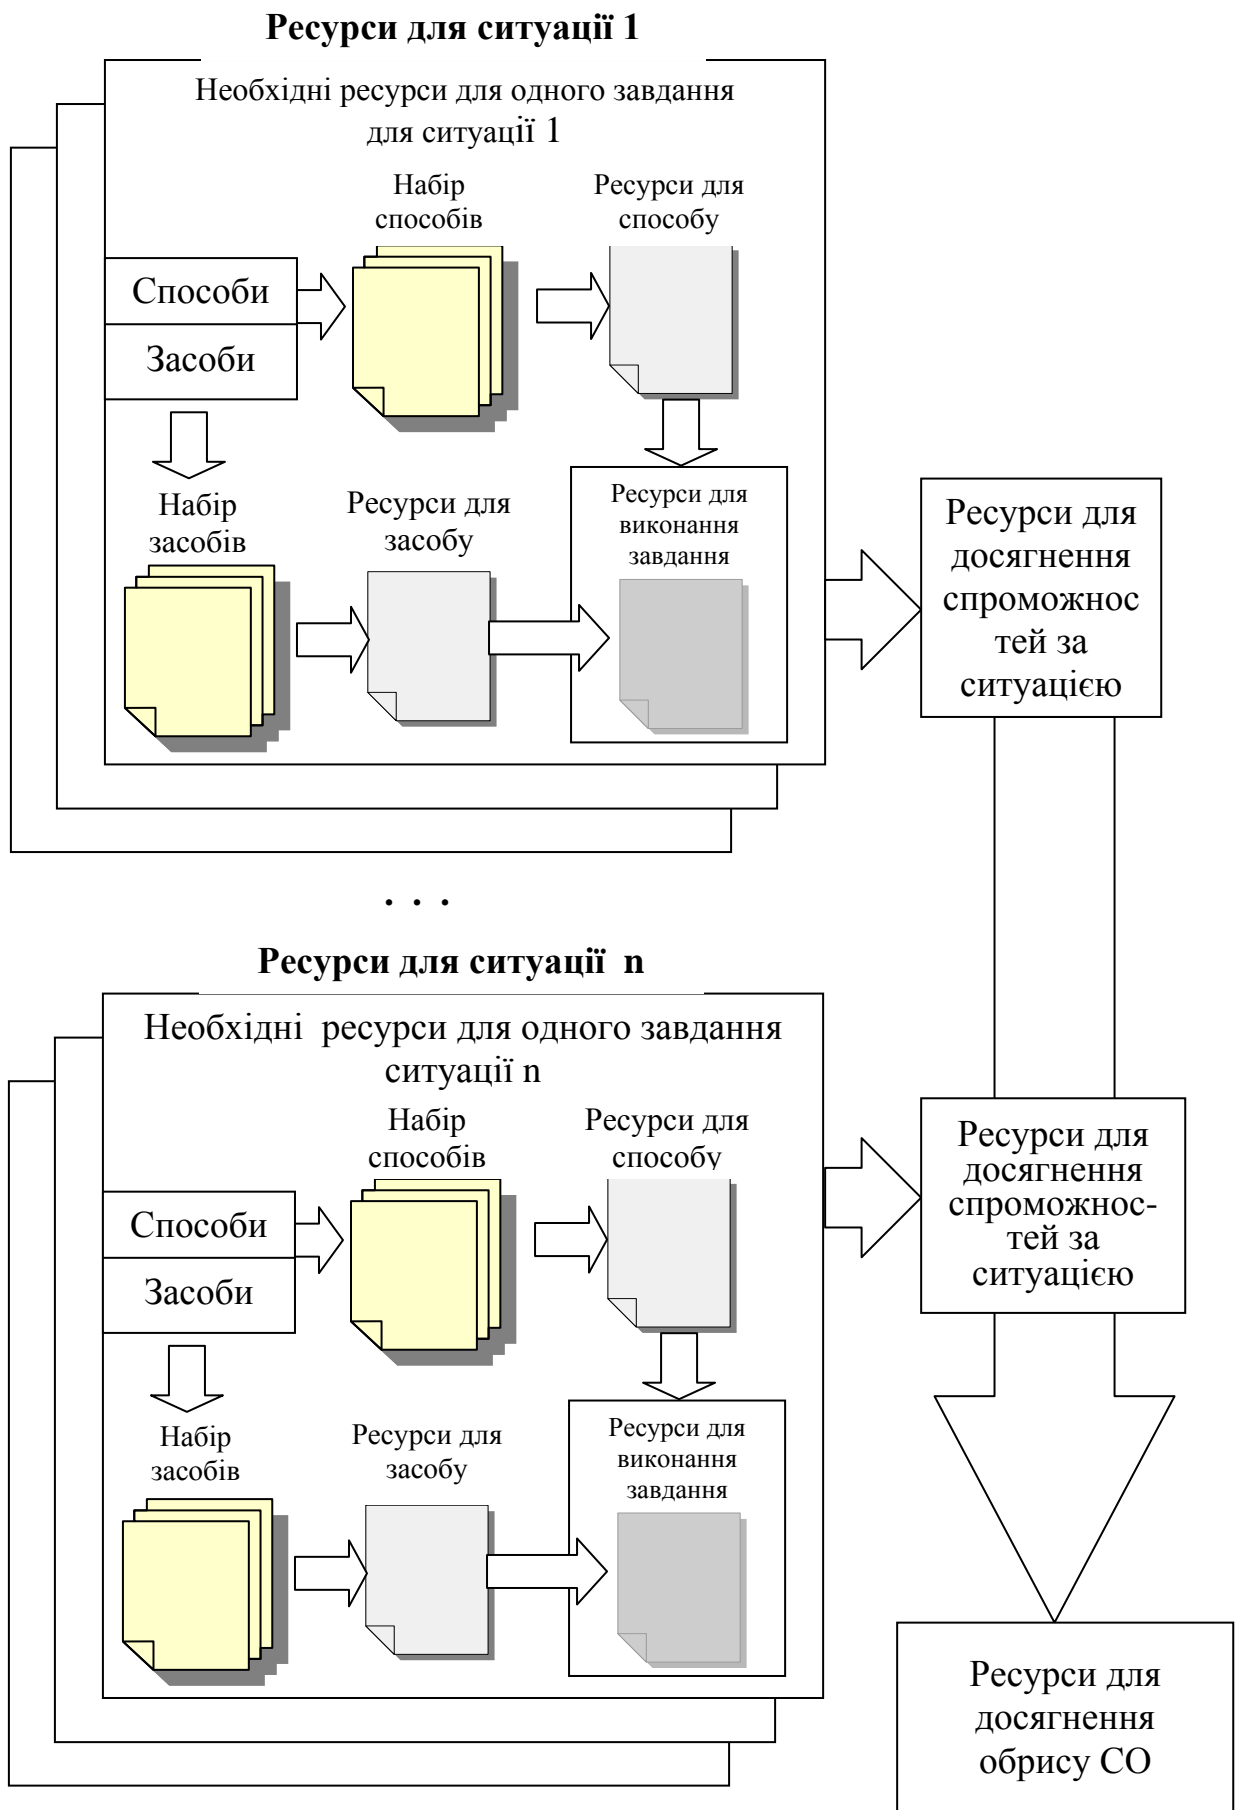 Ресурси для ситуації 1
Необхідні ресурси для одного завдання
для ситуації 1
Набір
способів
Ресурси для
способу
Способи
Засоби
Набір
засобів
Ресурси для
засобу
Ресурси для
виконання
завдання
Ресурси для
досягнення
спроможнос
тей за
ситуацією
. . .
Ресурси для ситуації n
Необхідні ресурси для одного завдання
ситуації n
Набір
способів
Ресурси для
способу
Способи
Засоби
Набір
засобів
Ресурси для
засобу
Ресурси для
виконання
завдання
Ресурси для
досягнення
спроможнос-
тей за
ситуацією
Ресурси для
досягнення
обрису СО